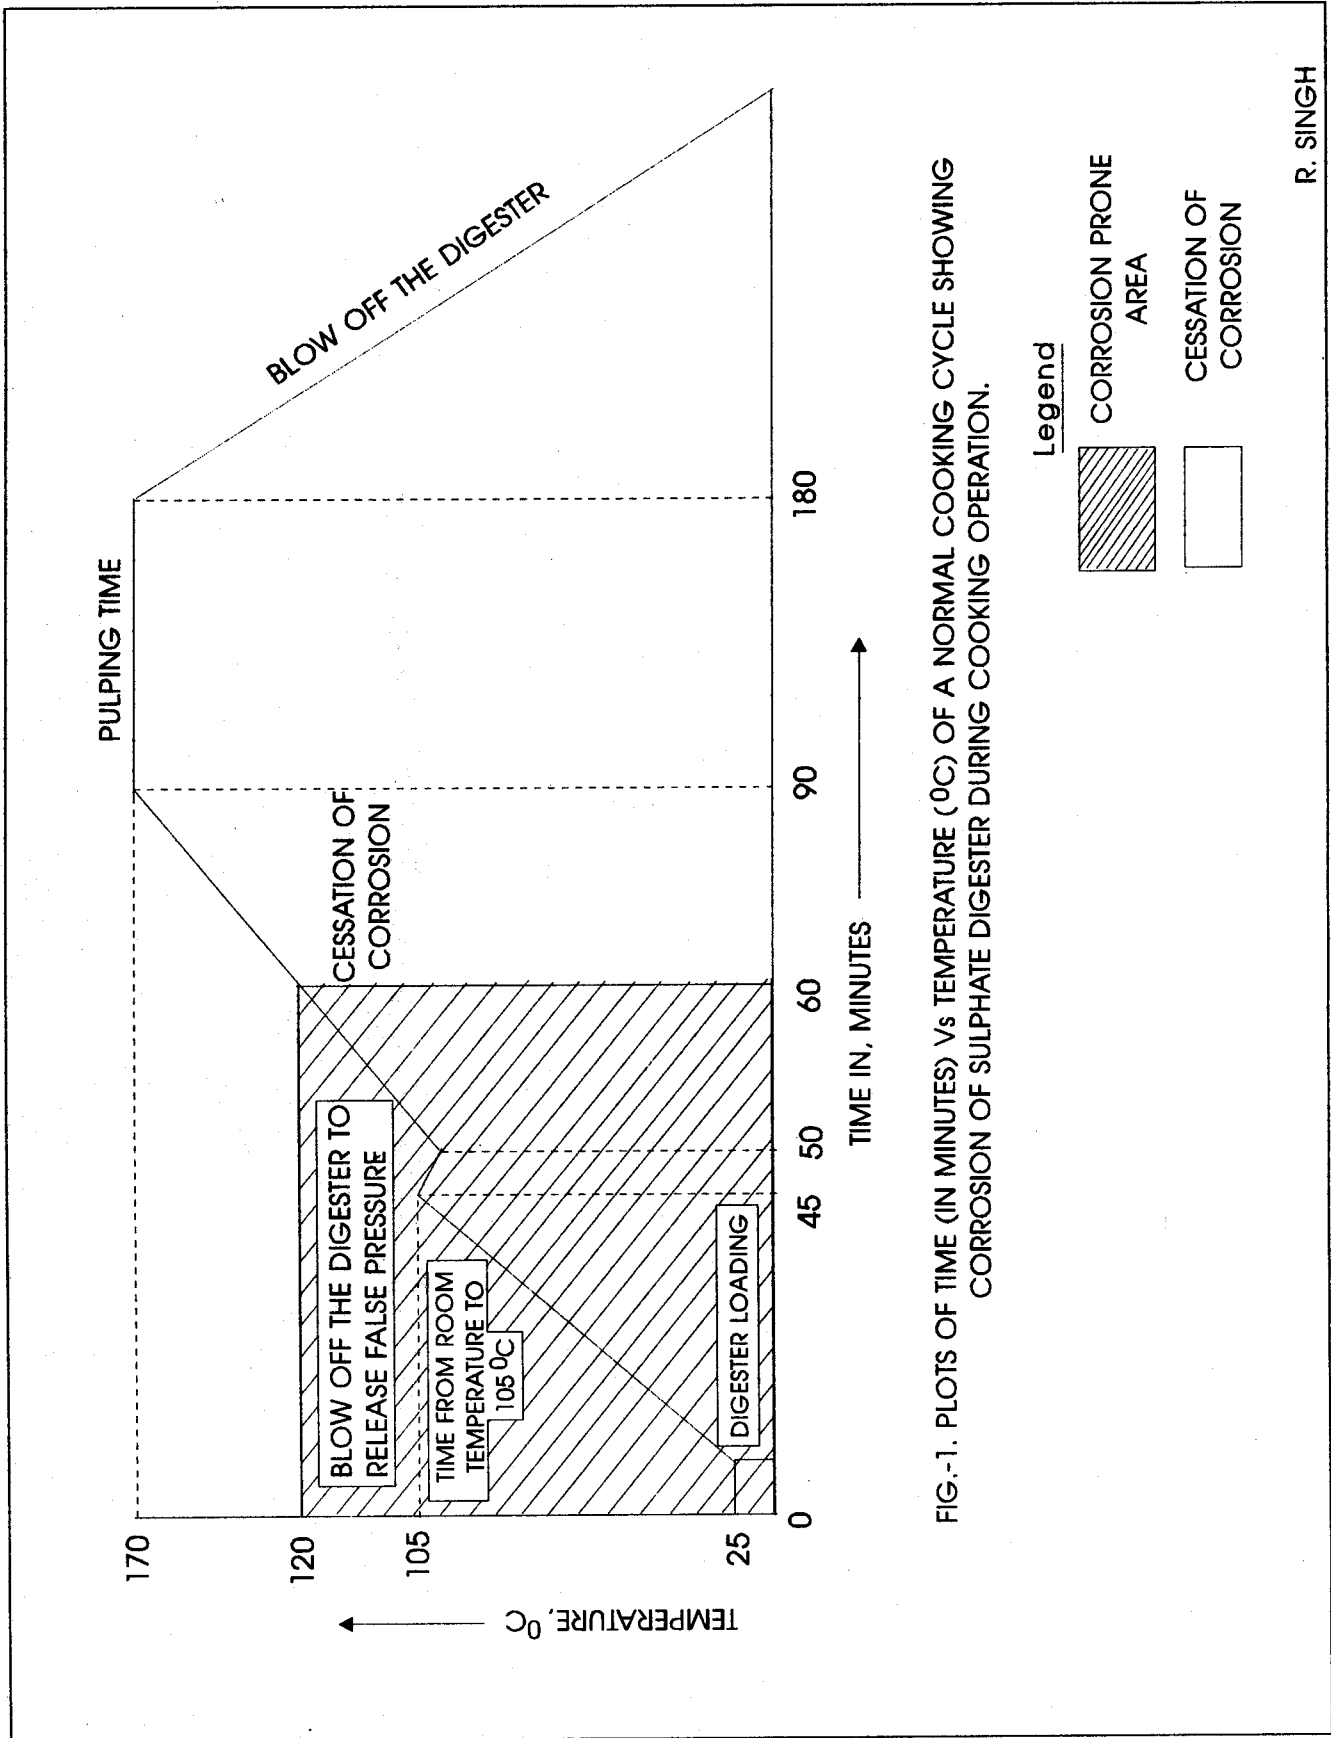 PULPING TIME
BLOW OFF THE DIGESTER
CESSATION OF
CORROSION
BLOW OFF THE DIGESTER TO
RELEASE FALSE PRESSURE
TIME FROM ROOM
TEMPERATURE TO
105 ⁰C
DIGESTER LOADING
170
120
105
25
TEMPERATURE, ⁰C
0
45
50
60
90
180
TIME IN, MINUTES
FIG.-1. PLOTS OF TIME (IN MINUTES) Vs TEMPERATURE (⁰C) OF A NORMAL COOKING CYCLE SHOWING
CORROSION OF SULPHATE DIGESTER DURING COOKING OPERATION.
Legend
CORROSION PRONE
AREA
CESSATION OF
CORROSION
R. SINGH